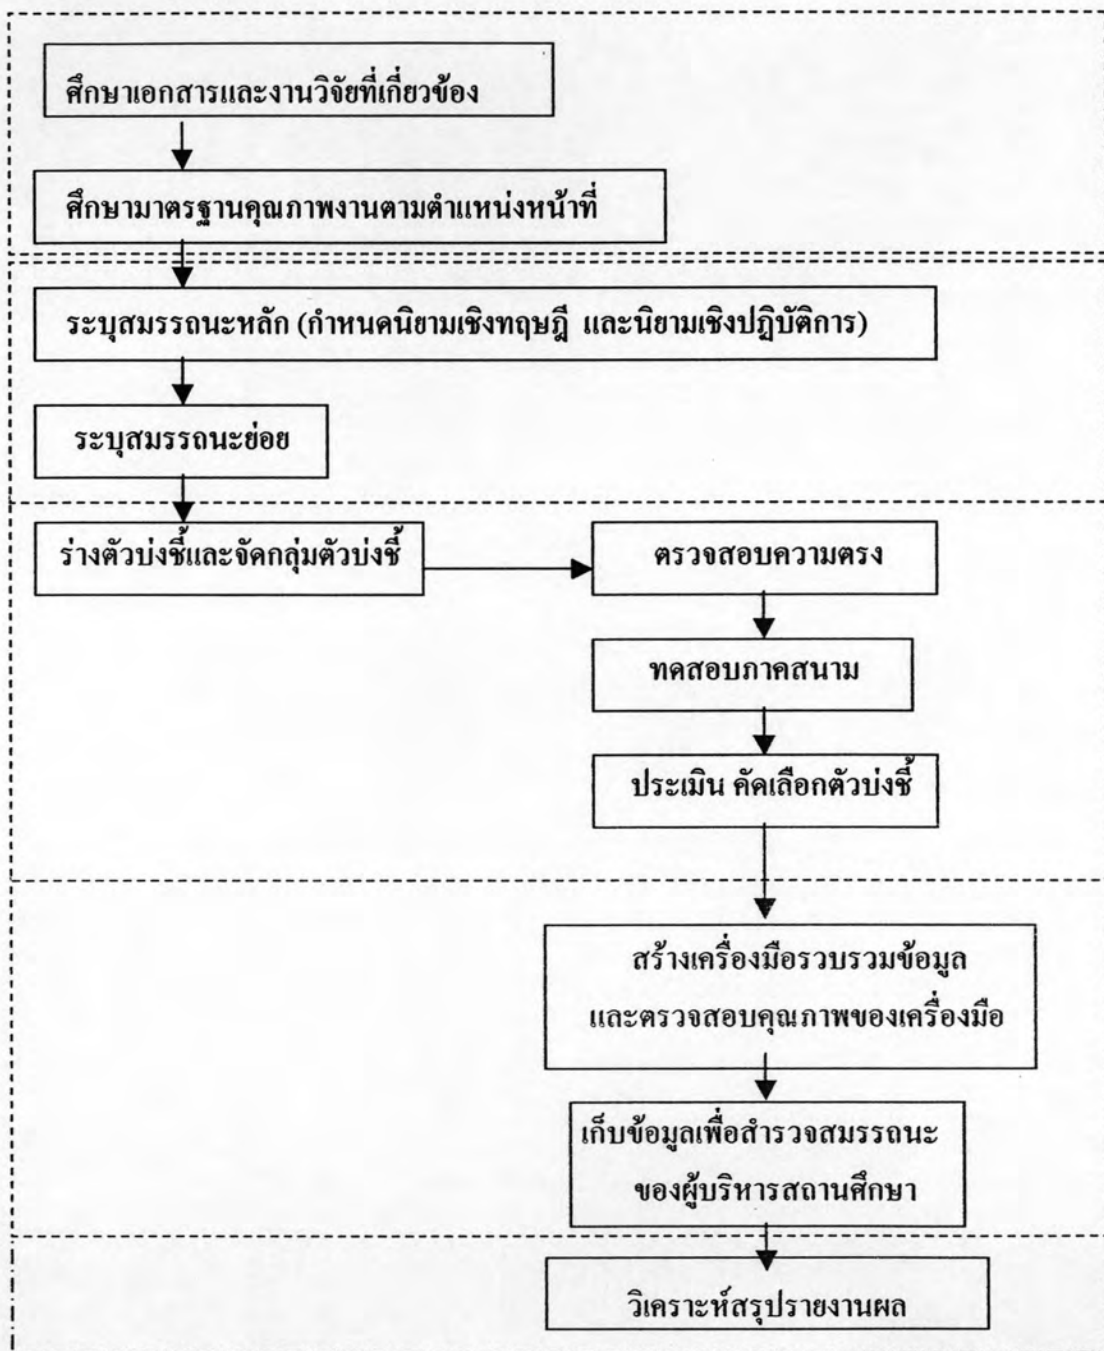 ศึกษาเอกสารและงานวิจัยที่เกี่ยวข้อง
ศึกษามาตรฐานคุณภาพงานตามตำแหน่งหน้าที่
ระบุสมรรถนะหลัก (กำหนดนิยามเชิงทฤษฎี และนิยามเชิงปฏิบัติการ)
ระบุสมรรถนะย่อย
ร่างตัวบ่งชี้และจัดกลุ่มตัวบ่งชี้
ตรวจสอบความตรง
ทดสอบภาคสนาม
ประเมิน คัดเลือกตัวบ่งชี้
สร้างเครื่องมือรวบรวมข้อมูล
และตรวจสอบคุณภาพของเครื่องมือ
เก็บข้อมูลเพื่อสำรวจสมรรถนะ
ของผู้บริหารสถานศึกษา
วิเคราะห์สรุปรายงานผล